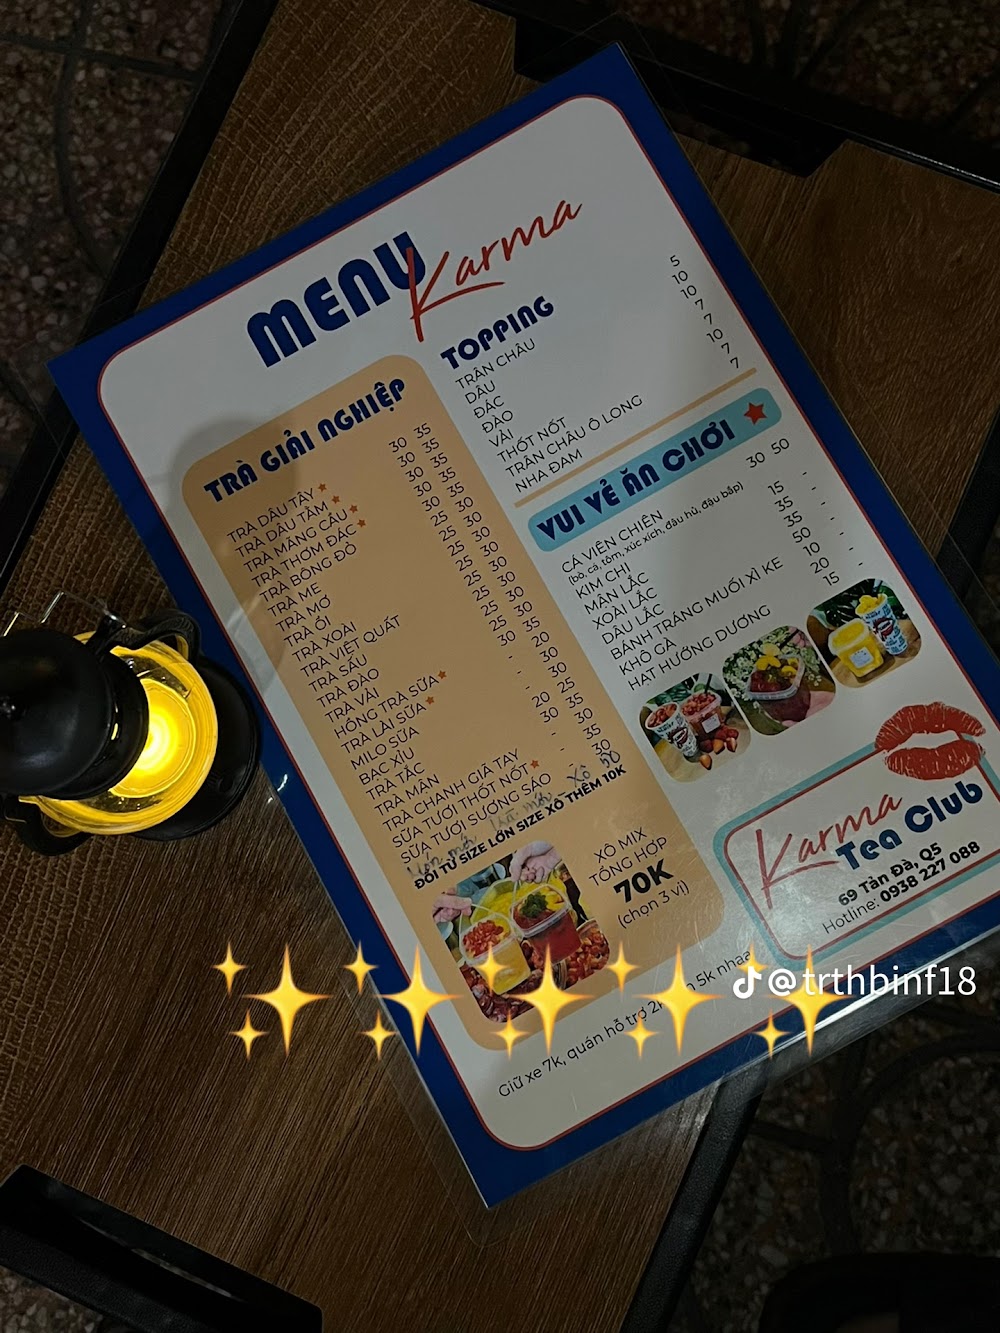 MENU
Karma
TRÀ GIẢI NGHIỆP
TRÀ DÂU TÂY
TRÀ DÂU TẰM
TRÀ MÃNG CẦU
TRÀ THƠM ĐÁC
TRÀ BÔNG ĐÔ
TRÀ ME
TRÀ MƠ
TRÀ ỔI
TRÀ XOÀI
TRÀ VIỆT QUẤT
TRÀ SẤU
TRÀ ĐÀO
TRÀ VẢI
HỒNG TRÀ SỮA
TRÀ LÀI SỮA
MILO SỮA
BẠC XỈU
TRÀ TẮC
TRÀ MẬN
TRÀ CHANH GIÃ TAY
SỮA TƯƠI THỐT NỐT
SỮA TƯƠI SƯƠNG SÁO
30 35
30 35
30 35
30 35
30 35
25 30
25 30
25 30
25 30
25 30
25 30
25 30
30 35
- 20
- 30
- 30
20 25
30 35
- 30
- 30
ĐỔI TỪ SIZE LỚN SIZE XÔ THÊM 10K
XÔ MIX
TỔNG HỢP
70K
(chọn 3 vị)
TOPPING
TRÂN CHÂU
DÂU
ĐÁC
ĐÀO
VẢI
THỐT NỐT
TRÂN CHÂU Ô LONG
NHA ĐAM
5
10
10
7
7
10
7
7
VUI VẺ ĂN CHƠI
CÁ VIÊN CHIÊN 30 50
(bò, cá, tôm, xúc xích, đậu hủ, đậu bắp)
KIM CHI 15 -
MẬN LẮC 35 -
XOÀI LẮC 35 -
DÂU LẮC 50 -
BÁNH TRÁNG MUỐI XÌ KE 10 -
KHÔ GÀ 20 -
HẠT HƯỚNG DƯƠNG 15 -
Karma
Tea Club
69 Tản Đà, Q5
Hotline: 0938 227 088
Giữ xe 7k, quán hỗ trợ 2k 5k nhaa
@trthbinf18